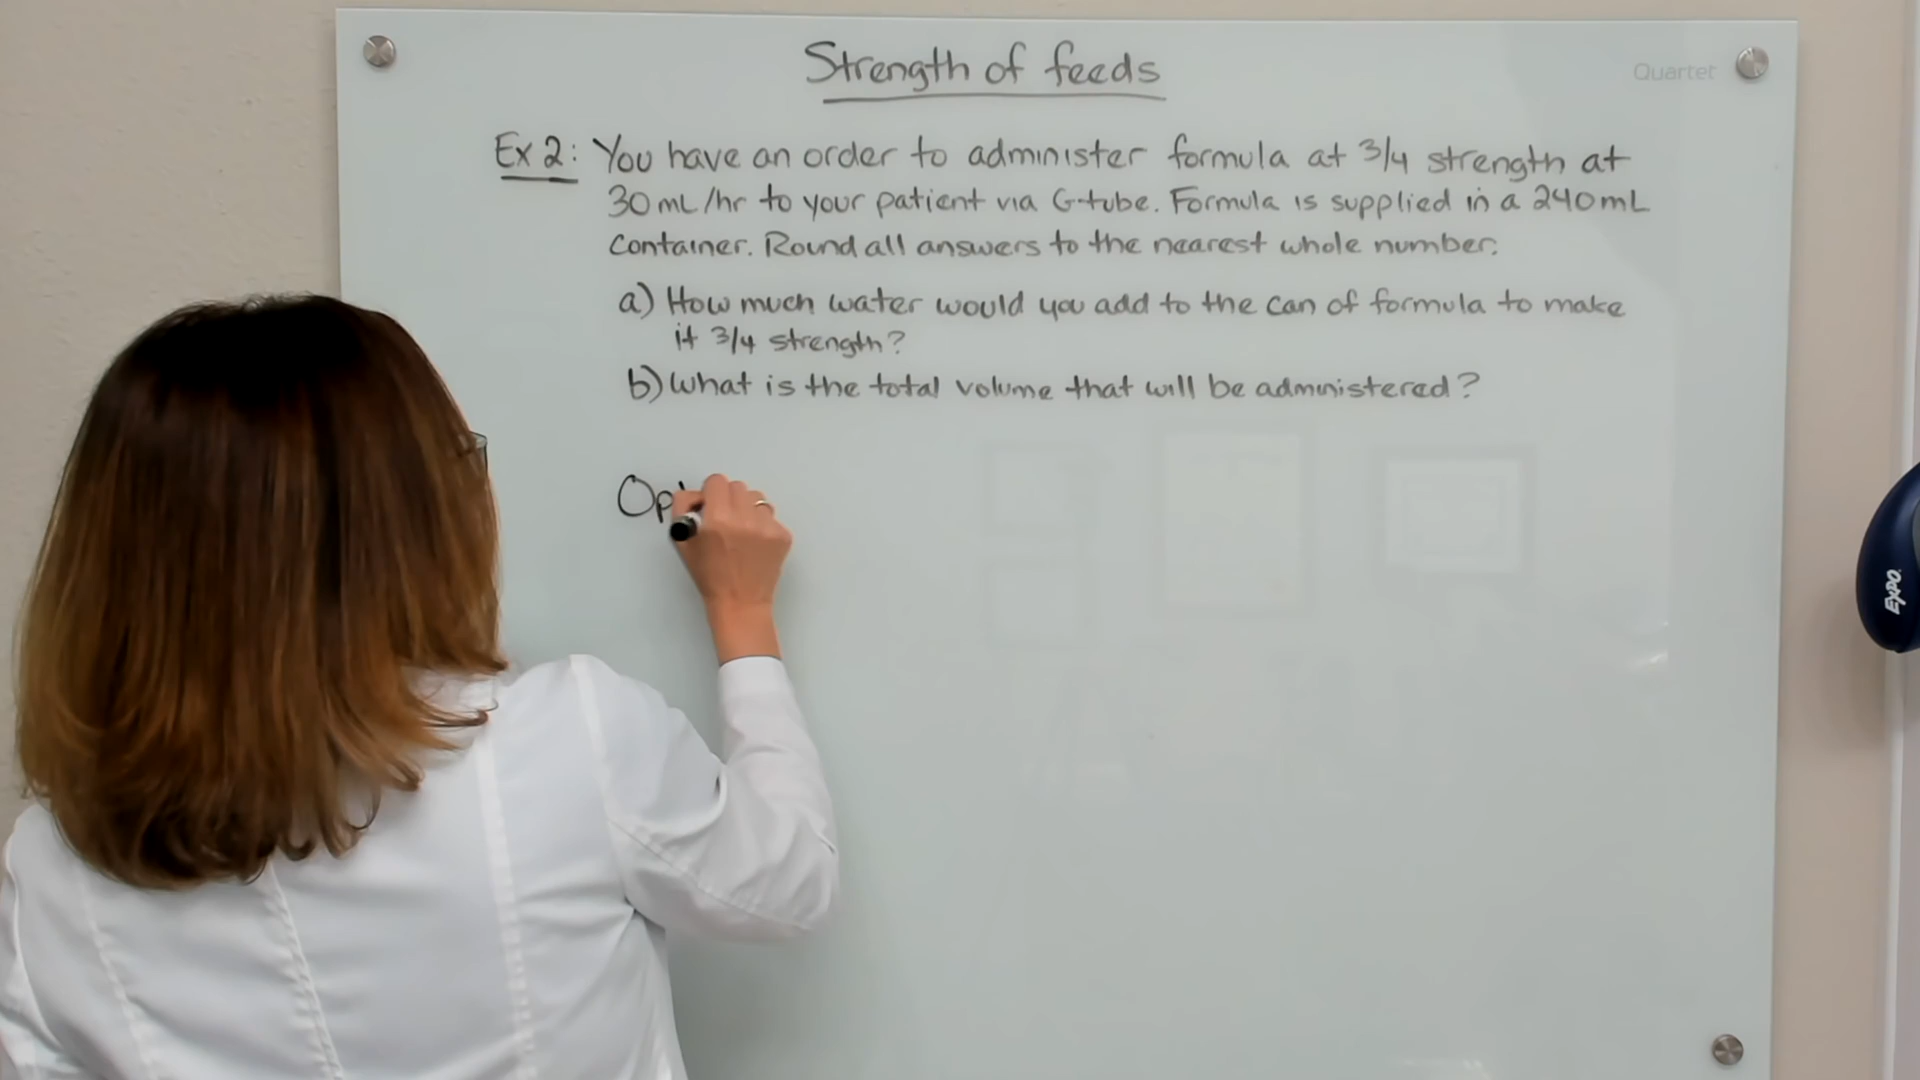 Strength of feeds
Quartet
Ex 2: You have an order to administer formula at 3/4 strength at
30 mL/hr to your patient via G-tube. Formula is supplied in a 240 mL
Container. Round all answers to the nearest whole number.
a) How much water would you add to the can of formula to make
it 3/4 strength?
b) What is the total volume that will be administered?
Op
EXPO